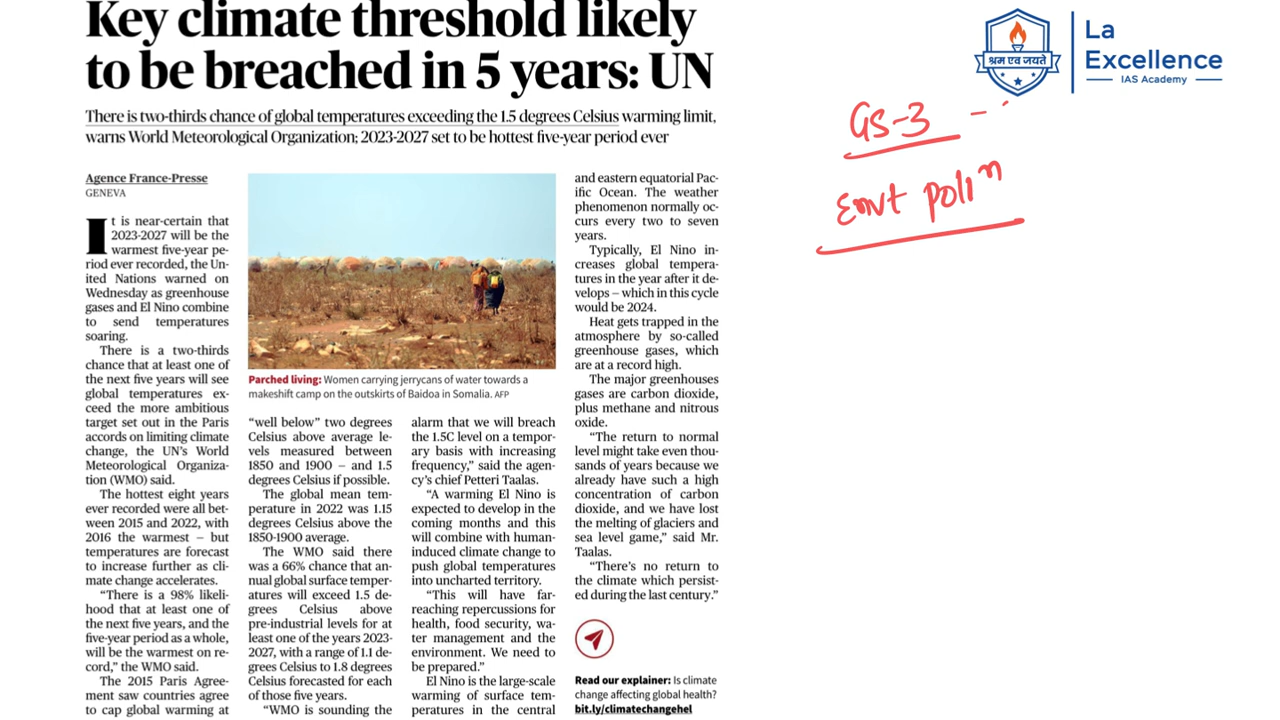 Key climate threshold likely
to be breached in 5 years: UN
There is two-thirds chance of global temperatures exceeding the 1.5 degrees Celsius warming limit,
warns World Meteorological Organization; 2023-2027 set to be hottest five-year period ever
Agence France-Presse
GENEVA
It is near-certain that
2023-2027 will be the
warmest five-year pe-
riod ever recorded, the Un-
ited Nations warned on
Wednesday as greenhouse
gases and El Nino combine
to send temperatures
soaring.
There is a two-thirds
chance that at least one of
the next five years will see
global temperatures ex-
ceed the more ambitious
target set out in the Paris
accords on limiting climate
change, the UN's World
Meteorological Organiza-
tion (WMO) said.
The hottest eight years
ever recorded were all bet-
ween 2015 and 2022, with
2016 the warmest – but
temperatures are forecast
to increase further as cli-
mate change accelerates.
"There is a 98% likeli-
hood that at least one of
the next five years, and the
five-year period as a whole,
will be the warmest on re-
cord," the WMO said.
The 2015 Paris Agree-
ment saw countries agree
to cap global warming at
Parched living: Women carrying jerrycans of water towards a
makeshift camp on the outskirts of Baidoa in Somalia. AFP
"well below" two degrees
Celsius above average le-
vels measured between
1850 and 1900 – and 1.5
degrees Celsius if possible.
The global mean tem-
perature in 2022 was 1.15
degrees Celsius above the
1850-1900 average.
The WMO said there
was a 66% chance that an-
nual global surface temper-
atures will exceed 1.5 de-
grees Celsius above
pre-industrial levels for at
least one of the years 2023-
2027, with a range of 1.1 de-
grees Celsius to 1.8 degrees
Celsius forecasted for each
of those five years.
"WMO is sounding the
alarm that we will breach
the 1.5C level on a tempor-
ary basis with increasing
frequency," said the agen-
cy's chief Petteri Taalas.
"A warming El Nino is
expected to develop in the
coming months and this
will combine with human-
induced climate change to
push global temperatures
into uncharted territory.
"This will have far-
reaching repercussions for
health, food security, wa-
ter management and the
environment. We need to
be prepared."
El Nino is the large-scale
warming of surface tem-
peratures in the central
and eastern equatorial Pac-
ific Ocean. The weather
phenomenon normally oc-
curs every two to seven
years.
Typically, El Nino in-
creases global tempera-
tures in the year after it de-
velops – which in this cycle
would be 2024.
Heat gets trapped in the
atmosphere by so-called
greenhouse gases, which
are at a record high.
The major greenhouses
gases are carbon dioxide,
plus methane and nitrous
oxide.
"The return to normal
level might take even thou-
sands of years because we
already have such a high
concentration of carbon
dioxide, and we have lost
the melting of glaciers and
sea level game," said Mr.
Taalas.
"There's no return to
the climate which persist-
ed during the last century."
Read our explainer: Is climate
change affecting global health?
bit.ly/climatechangehel
श्रम एव जयते
La
Excellence
IAS Academy
GS-3
Envt Polln